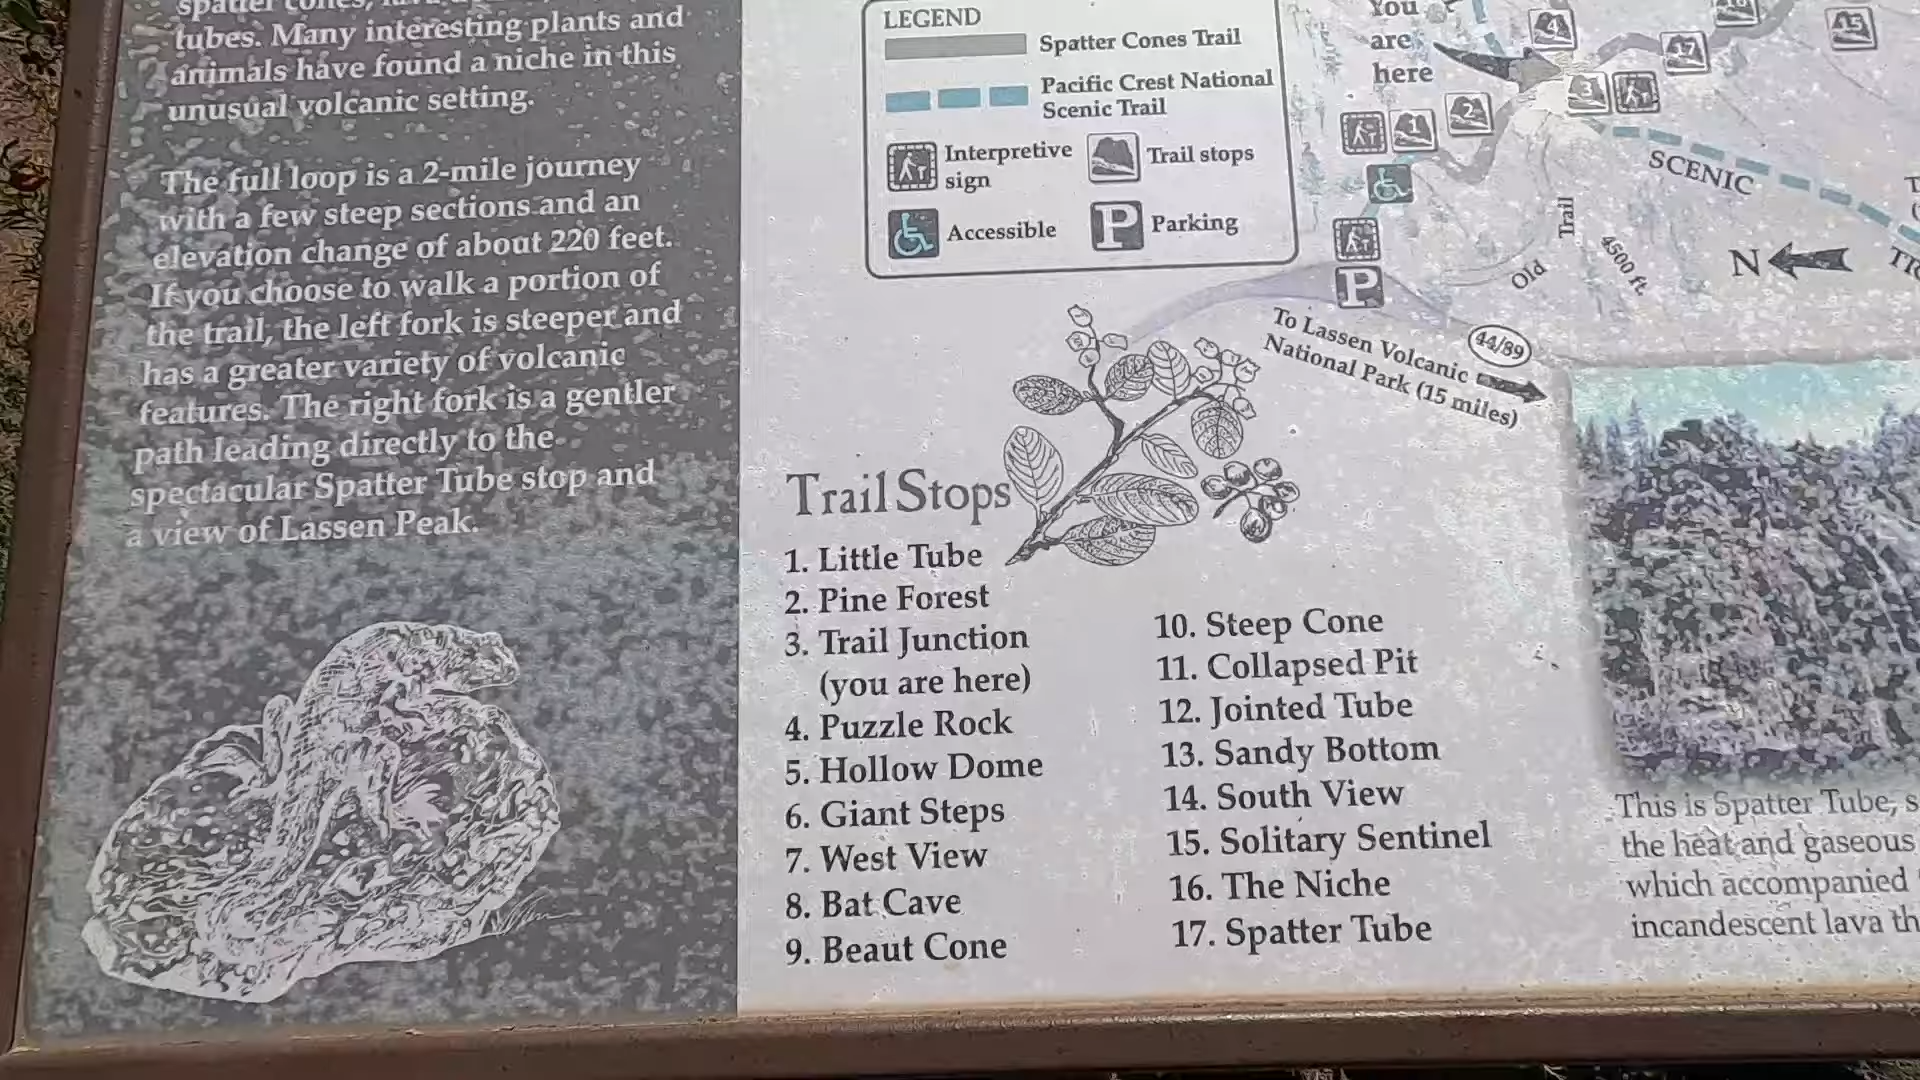 spatter cones,
tubes. Many interesting plants and
animals have found a niche in this
unusual volcanic setting.
The full loop is a 2-mile journey
with a few steep sections and an
elevation change of about 220 feet.
If you choose to walk a portion of
the trail, the left fork is steeper and
has a greater variety of volcanic
features. The right fork is a gentler
path leading directly to the
spectacular Spatter Tube stop and
a view of Lassen Peak.
LEGEND
Spatter Cones Trail
Pacific Crest National
Scenic Trail
Interpretive
sign
Trail stops
Accessible
P
Parking
You
are
here
4
16
15
17
3
2
1
SCENIC
Trail
Old
4500 ft.
N
P
To Lassen Volcanic
National Park (15 miles)
44/89
Trail Stops
1. Little Tube
2. Pine Forest
3. Trail Junction
(you are here)
4. Puzzle Rock
5. Hollow Dome
6. Giant Steps
7. West View
8. Bat Cave
9. Beaut Cone
10. Steep Cone
11. Collapsed Pit
12. Jointed Tube
13. Sandy Bottom
14. South View
15. Solitary Sentinel
16. The Niche
17. Spatter Tube
This is Spatter Tube,
the heat and gaseous
which accompanied
incandescent lava